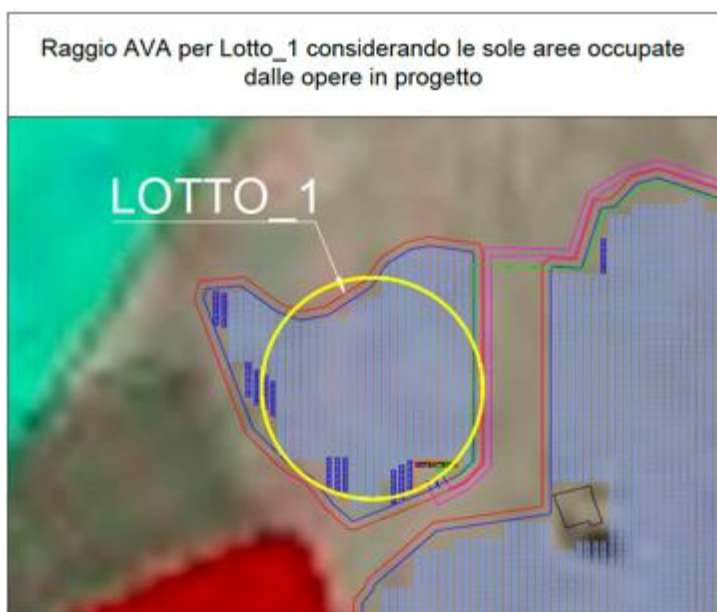 Raggio AVA per Lotto_1 considerando le sole aree occupate
dalle opere in progetto
LOTTO_1